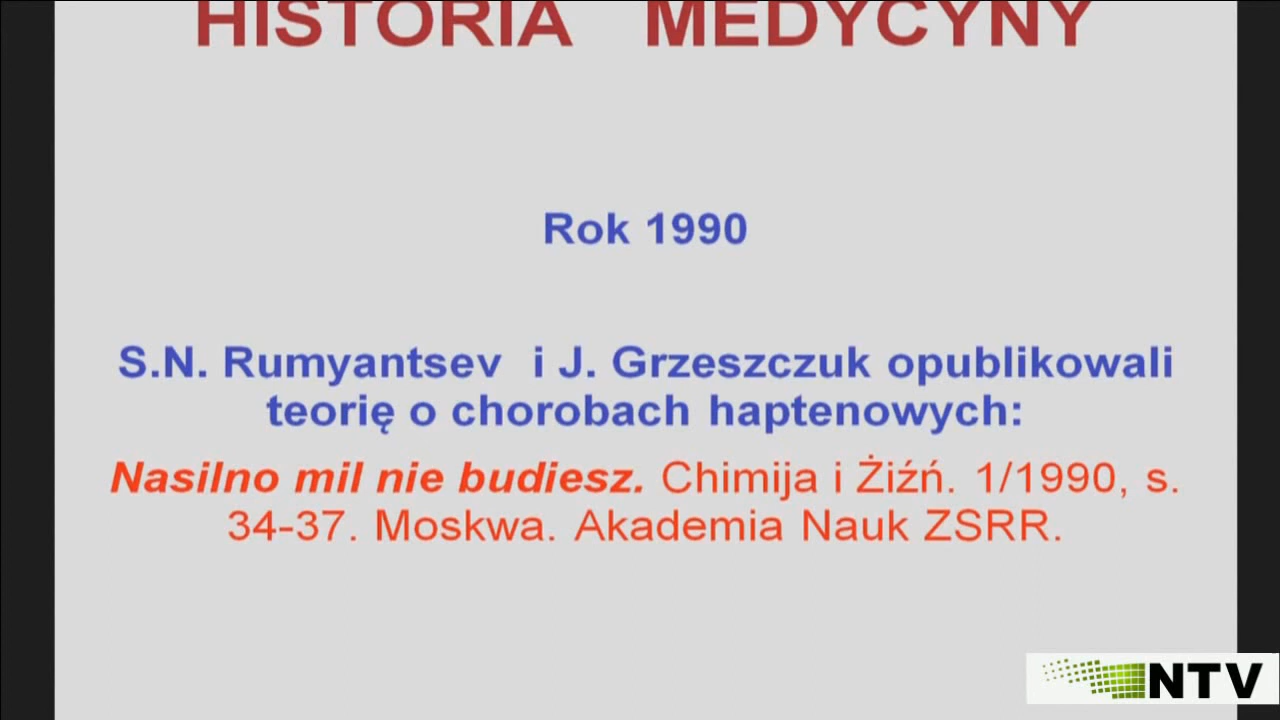 HISTORIA MEDYCYNY
Rok 1990
S.N. Rumyantsev i J. Grzeszczuk opublikowali
teorię o chorobach haptenowych:
Nasilno mil nie budiesz. Chimija i Żiźń. 1/1990, s.
34-37. Moskwa. Akademia Nauk ZSRR.
NTV